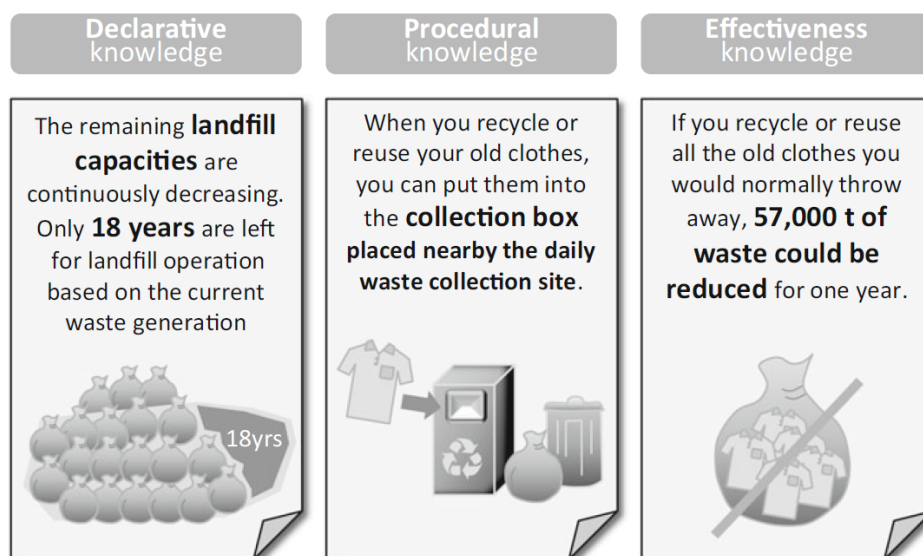 Declarative
knowledge
The remaining landfill
capacities are
continuously decreasing.
Only 18 years are left
for landfill operation
based on the current
waste generation
18yrs
Procedural
knowledge
When you recycle or
reuse your old clothes,
you can put them into
the collection box
placed nearby the daily
waste collection site.
Effectiveness
knowledge
If you recycle or reuse
all the old clothes you
would normally throw
away, 57,000 t of
waste could be
reduced for one year.